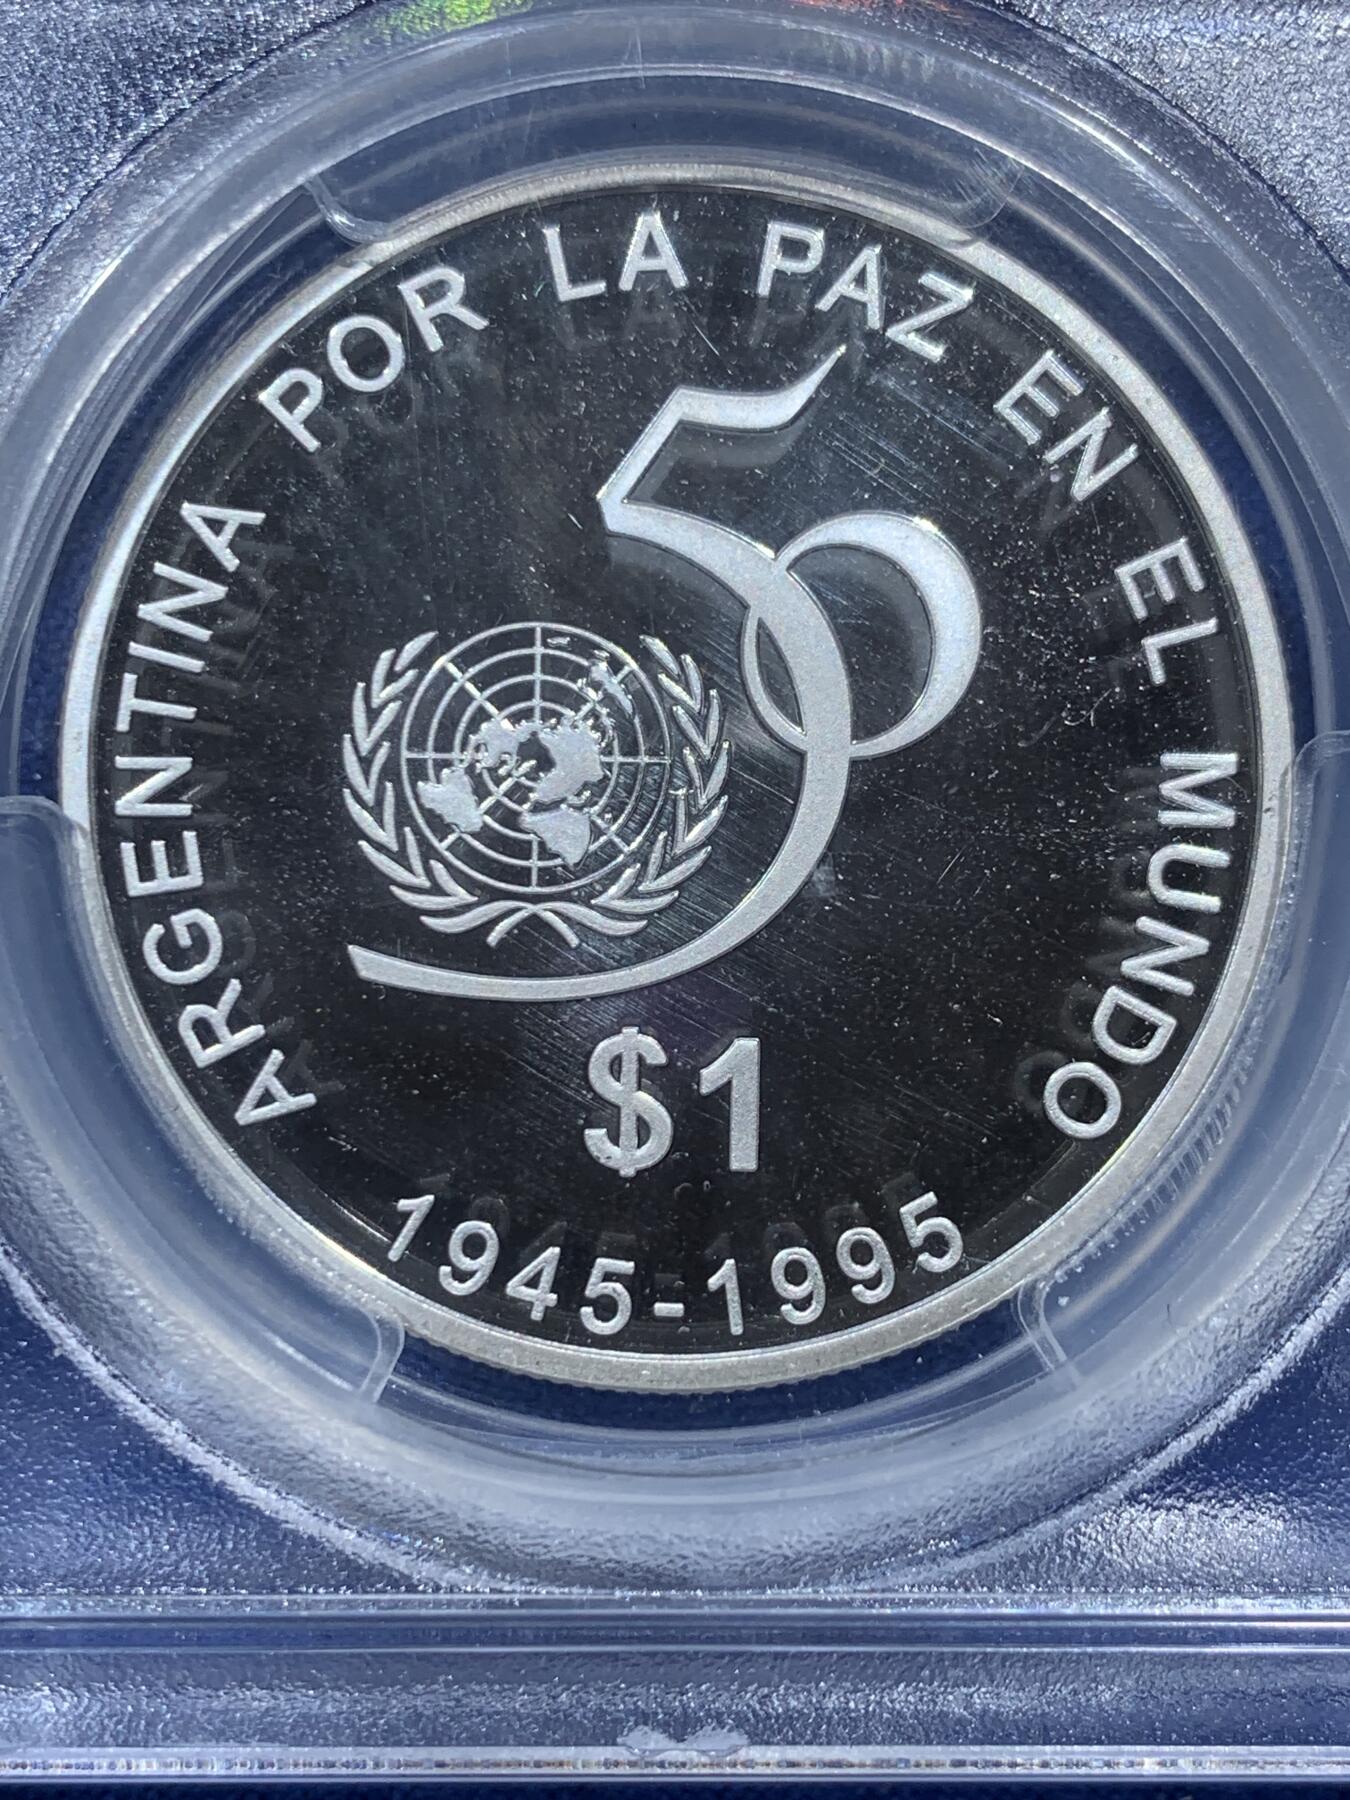 ARGENTINA POR LA PAZ EN EL MUNDO
50
$1
1945-1995